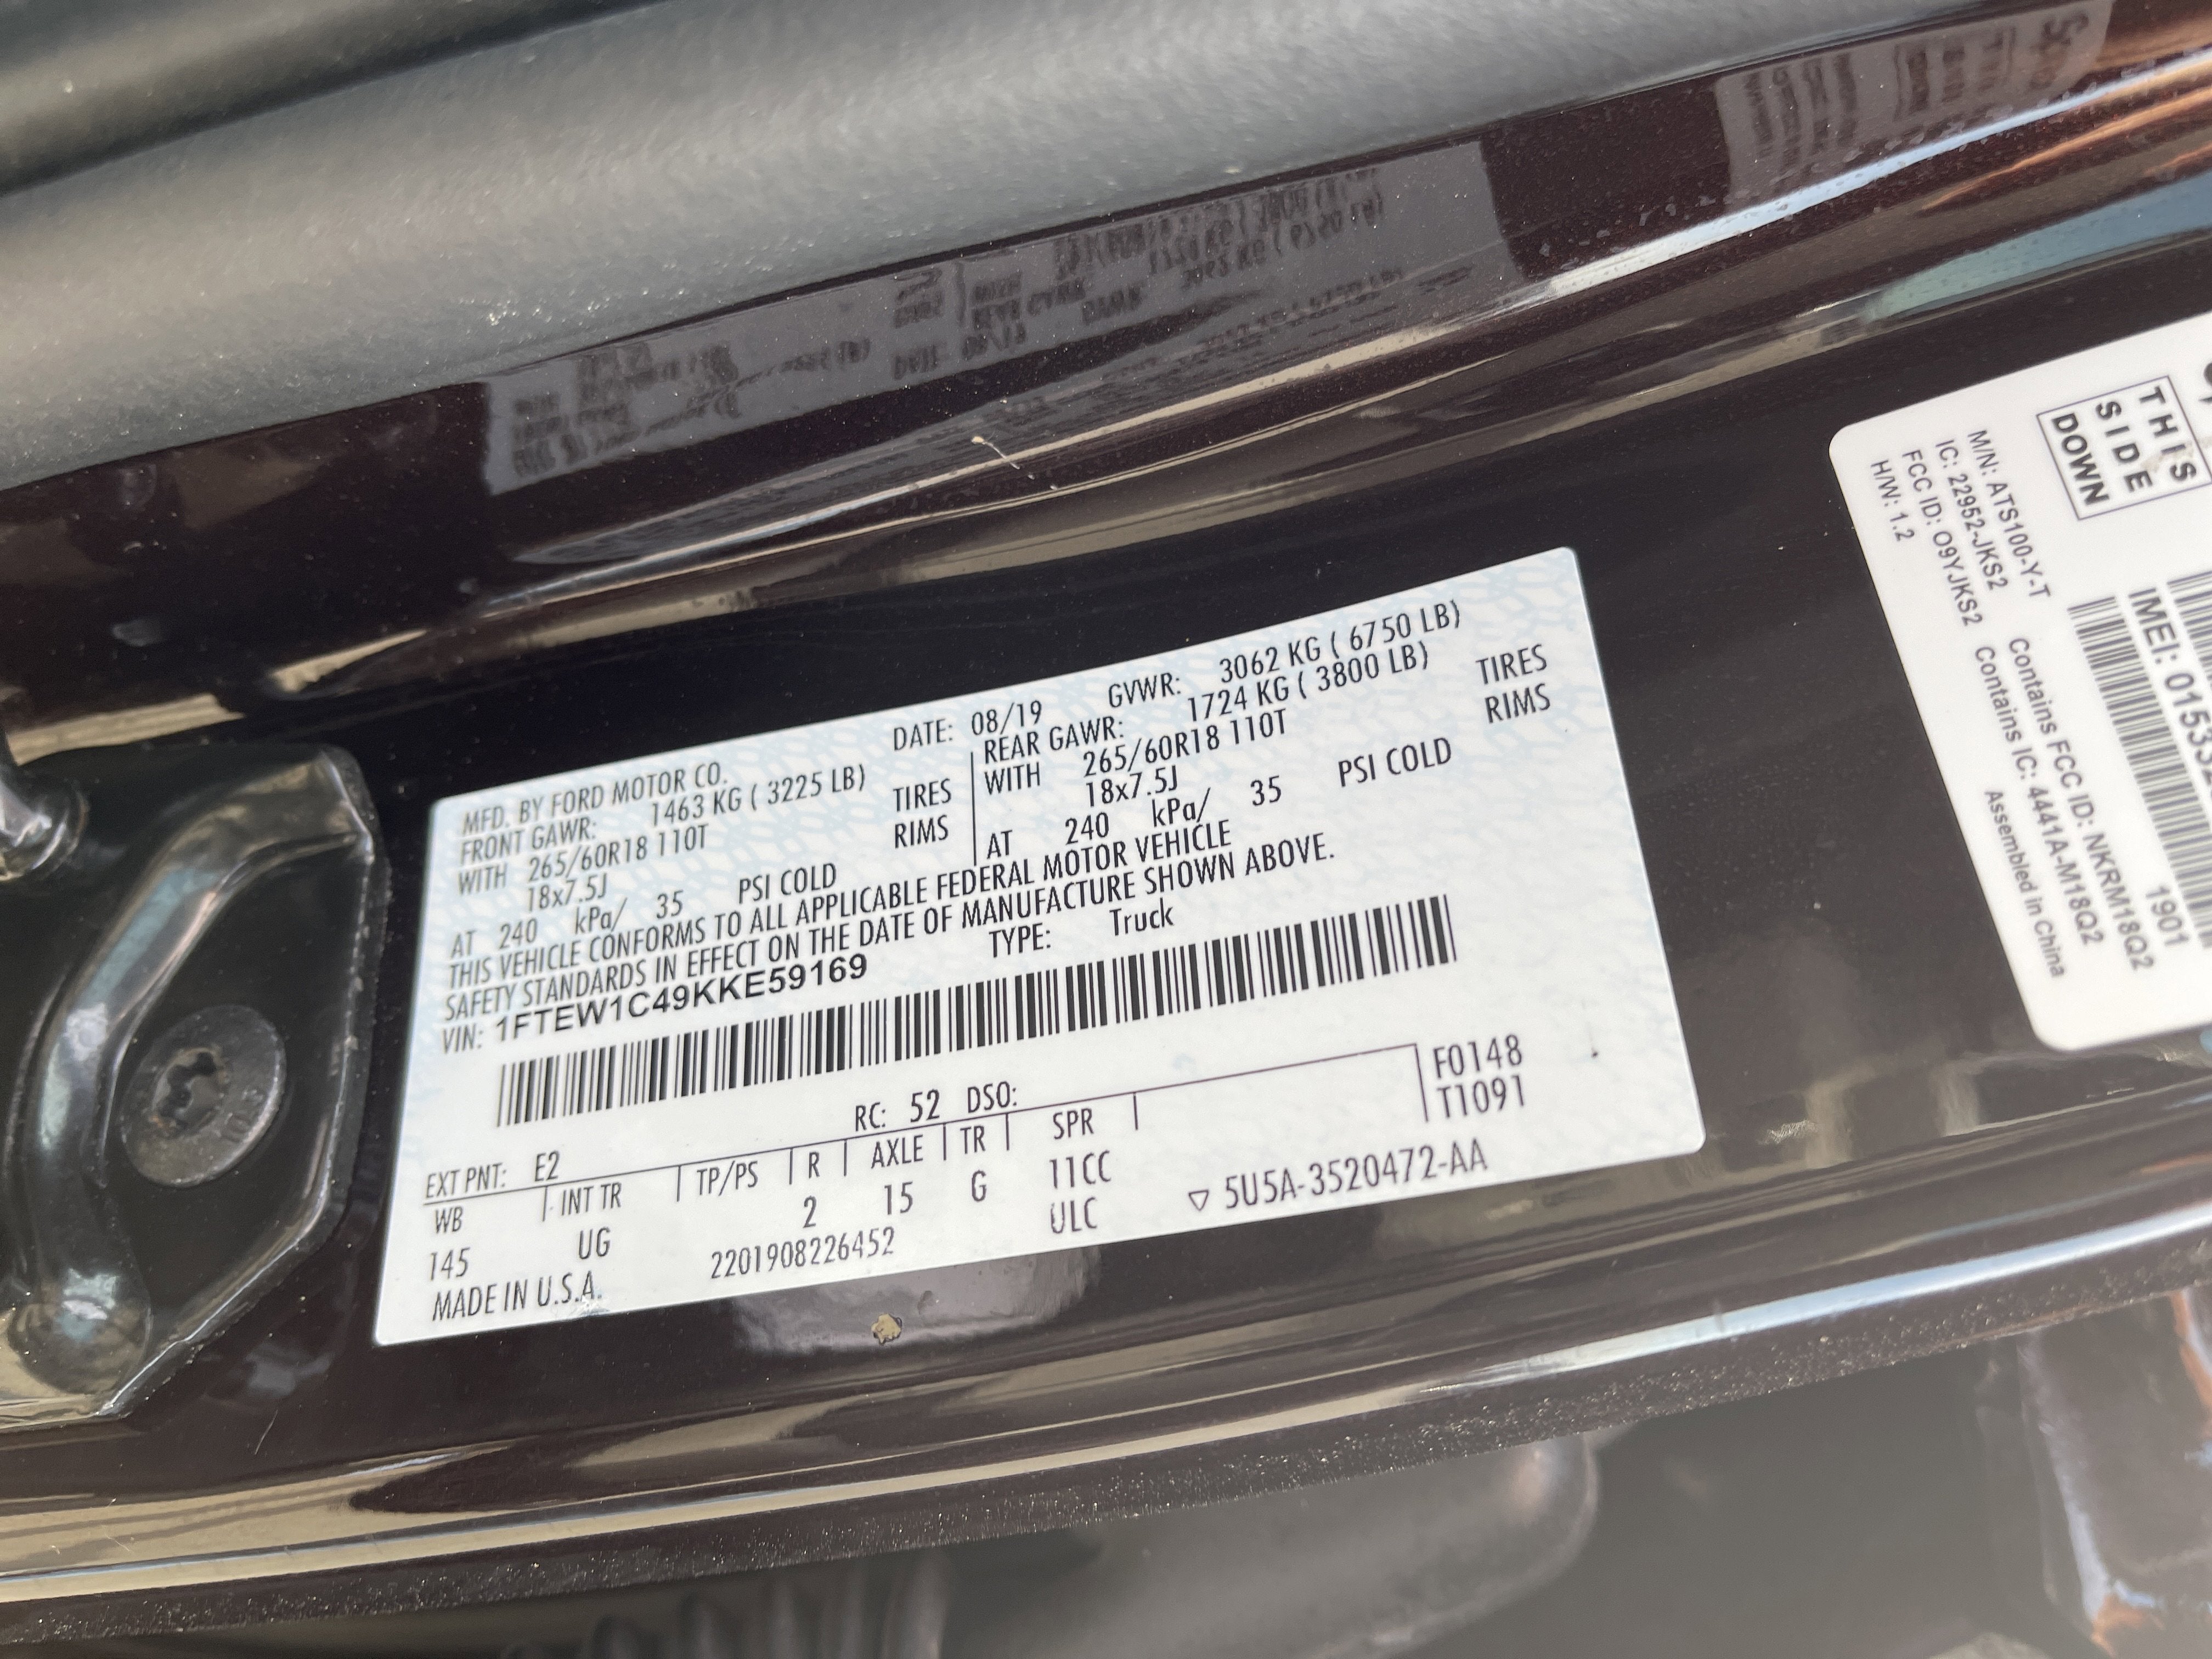 MFD. BY FORD MOTOR CO.
DATE: 08/19
GVWR: 3062 KG ( 6750 LB)
FRONT GAWR: 1463 KG ( 3225 LB)
REAR GAWR: 1724 KG ( 3800 LB)
WITH 265/60R18 110T TIRES
WITH 265/60R18 110T TIRES
18x7.5J RIMS
18x7.5J RIMS
AT 240 kPa/ 35 PSI COLD
AT 240 kPa/ 35 PSI COLD
THIS VEHICLE CONFORMS TO ALL APPLICABLE FEDERAL MOTOR VEHICLE
SAFETY STANDARDS IN EFFECT ON THE DATE OF MANUFACTURE SHOWN ABOVE.
VIN: 1FTEW1C49KKE59169
TYPE: Truck
F0148
T1091
EXT PNT: E2 RC: 52 DSO:
WB INT TR TP/PS R AXLE TR SPR
145 UG 2 15 G 11CC
ULC
MADE IN U.S.A. 2201908226452
▽ 5U5A-3520472-AA
THIS
SIDE
DOWN
M/N: ATS100-Y-T
IC: 22952-JKS2 Contains FCC ID: NKRM18Q2
FCC ID: O9YJKS2 Contains IC: 4441A-M18Q2
H/W: 1.2 Assembled in China
1901